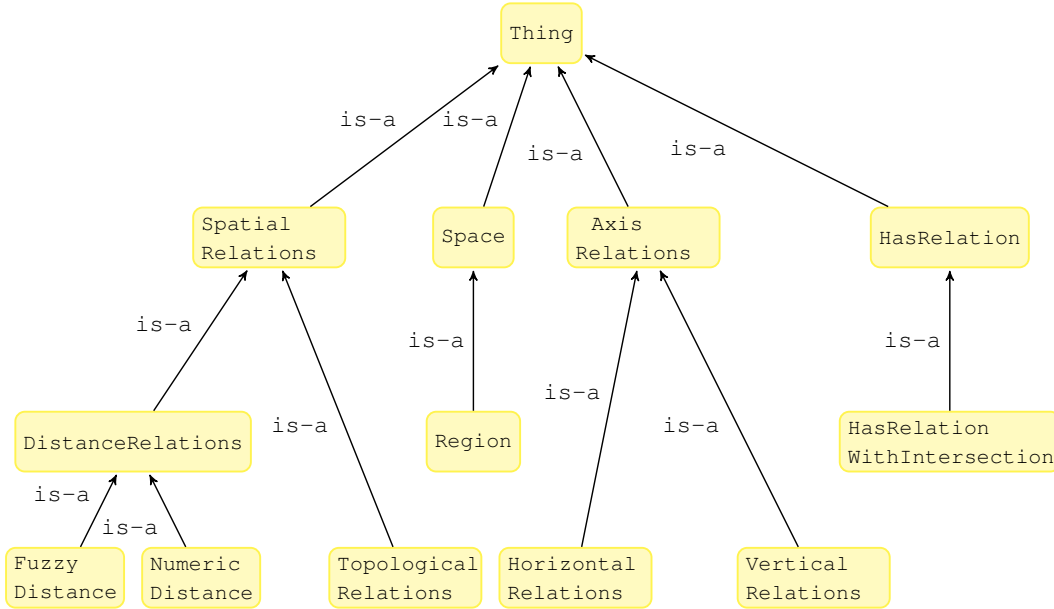 Thing
is-a
is-a
is-a
is-a
Spatial
Relations
Space
Axis
Relations
HasRelation
is-a
is-a
is-a
is-a
is-a
is-a
DistanceRelations
Region
HasRelation
WithIntersection
is-a
is-a
Fuzzy
Distance
Numeric
Distance
Topological
Relations
Horizontal
Relations
Vertical
Relations